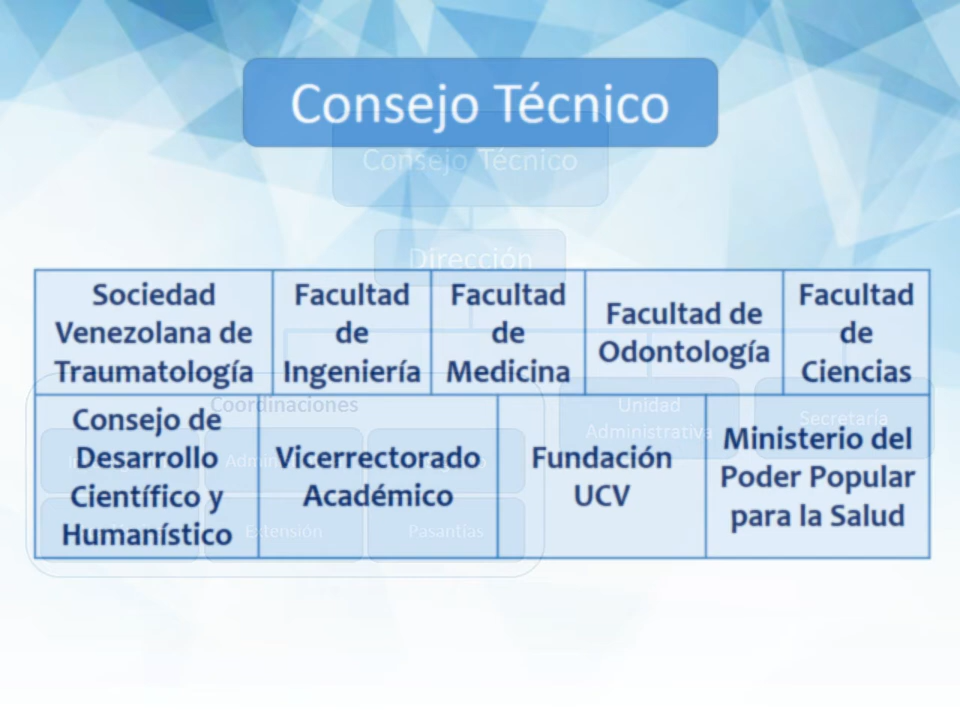 Consejo Técnico
Consejo Técnico
Dirección
Sociedad
Venezolana de
Traumatología
Facultad
de
Ingeniería
Facultad
de
Medicina
Facultad de
Odontología
Facultad
de
Ciencias
Coordinaciones
Unidad
Administrativa
Secretaría
Consejo de
Desarrollo
Científico y
Humanístico
Vicerrectorado
Académico
Fundación
UCV
Ministerio del
Poder Popular
para la Salud
Extensión
Pasantías